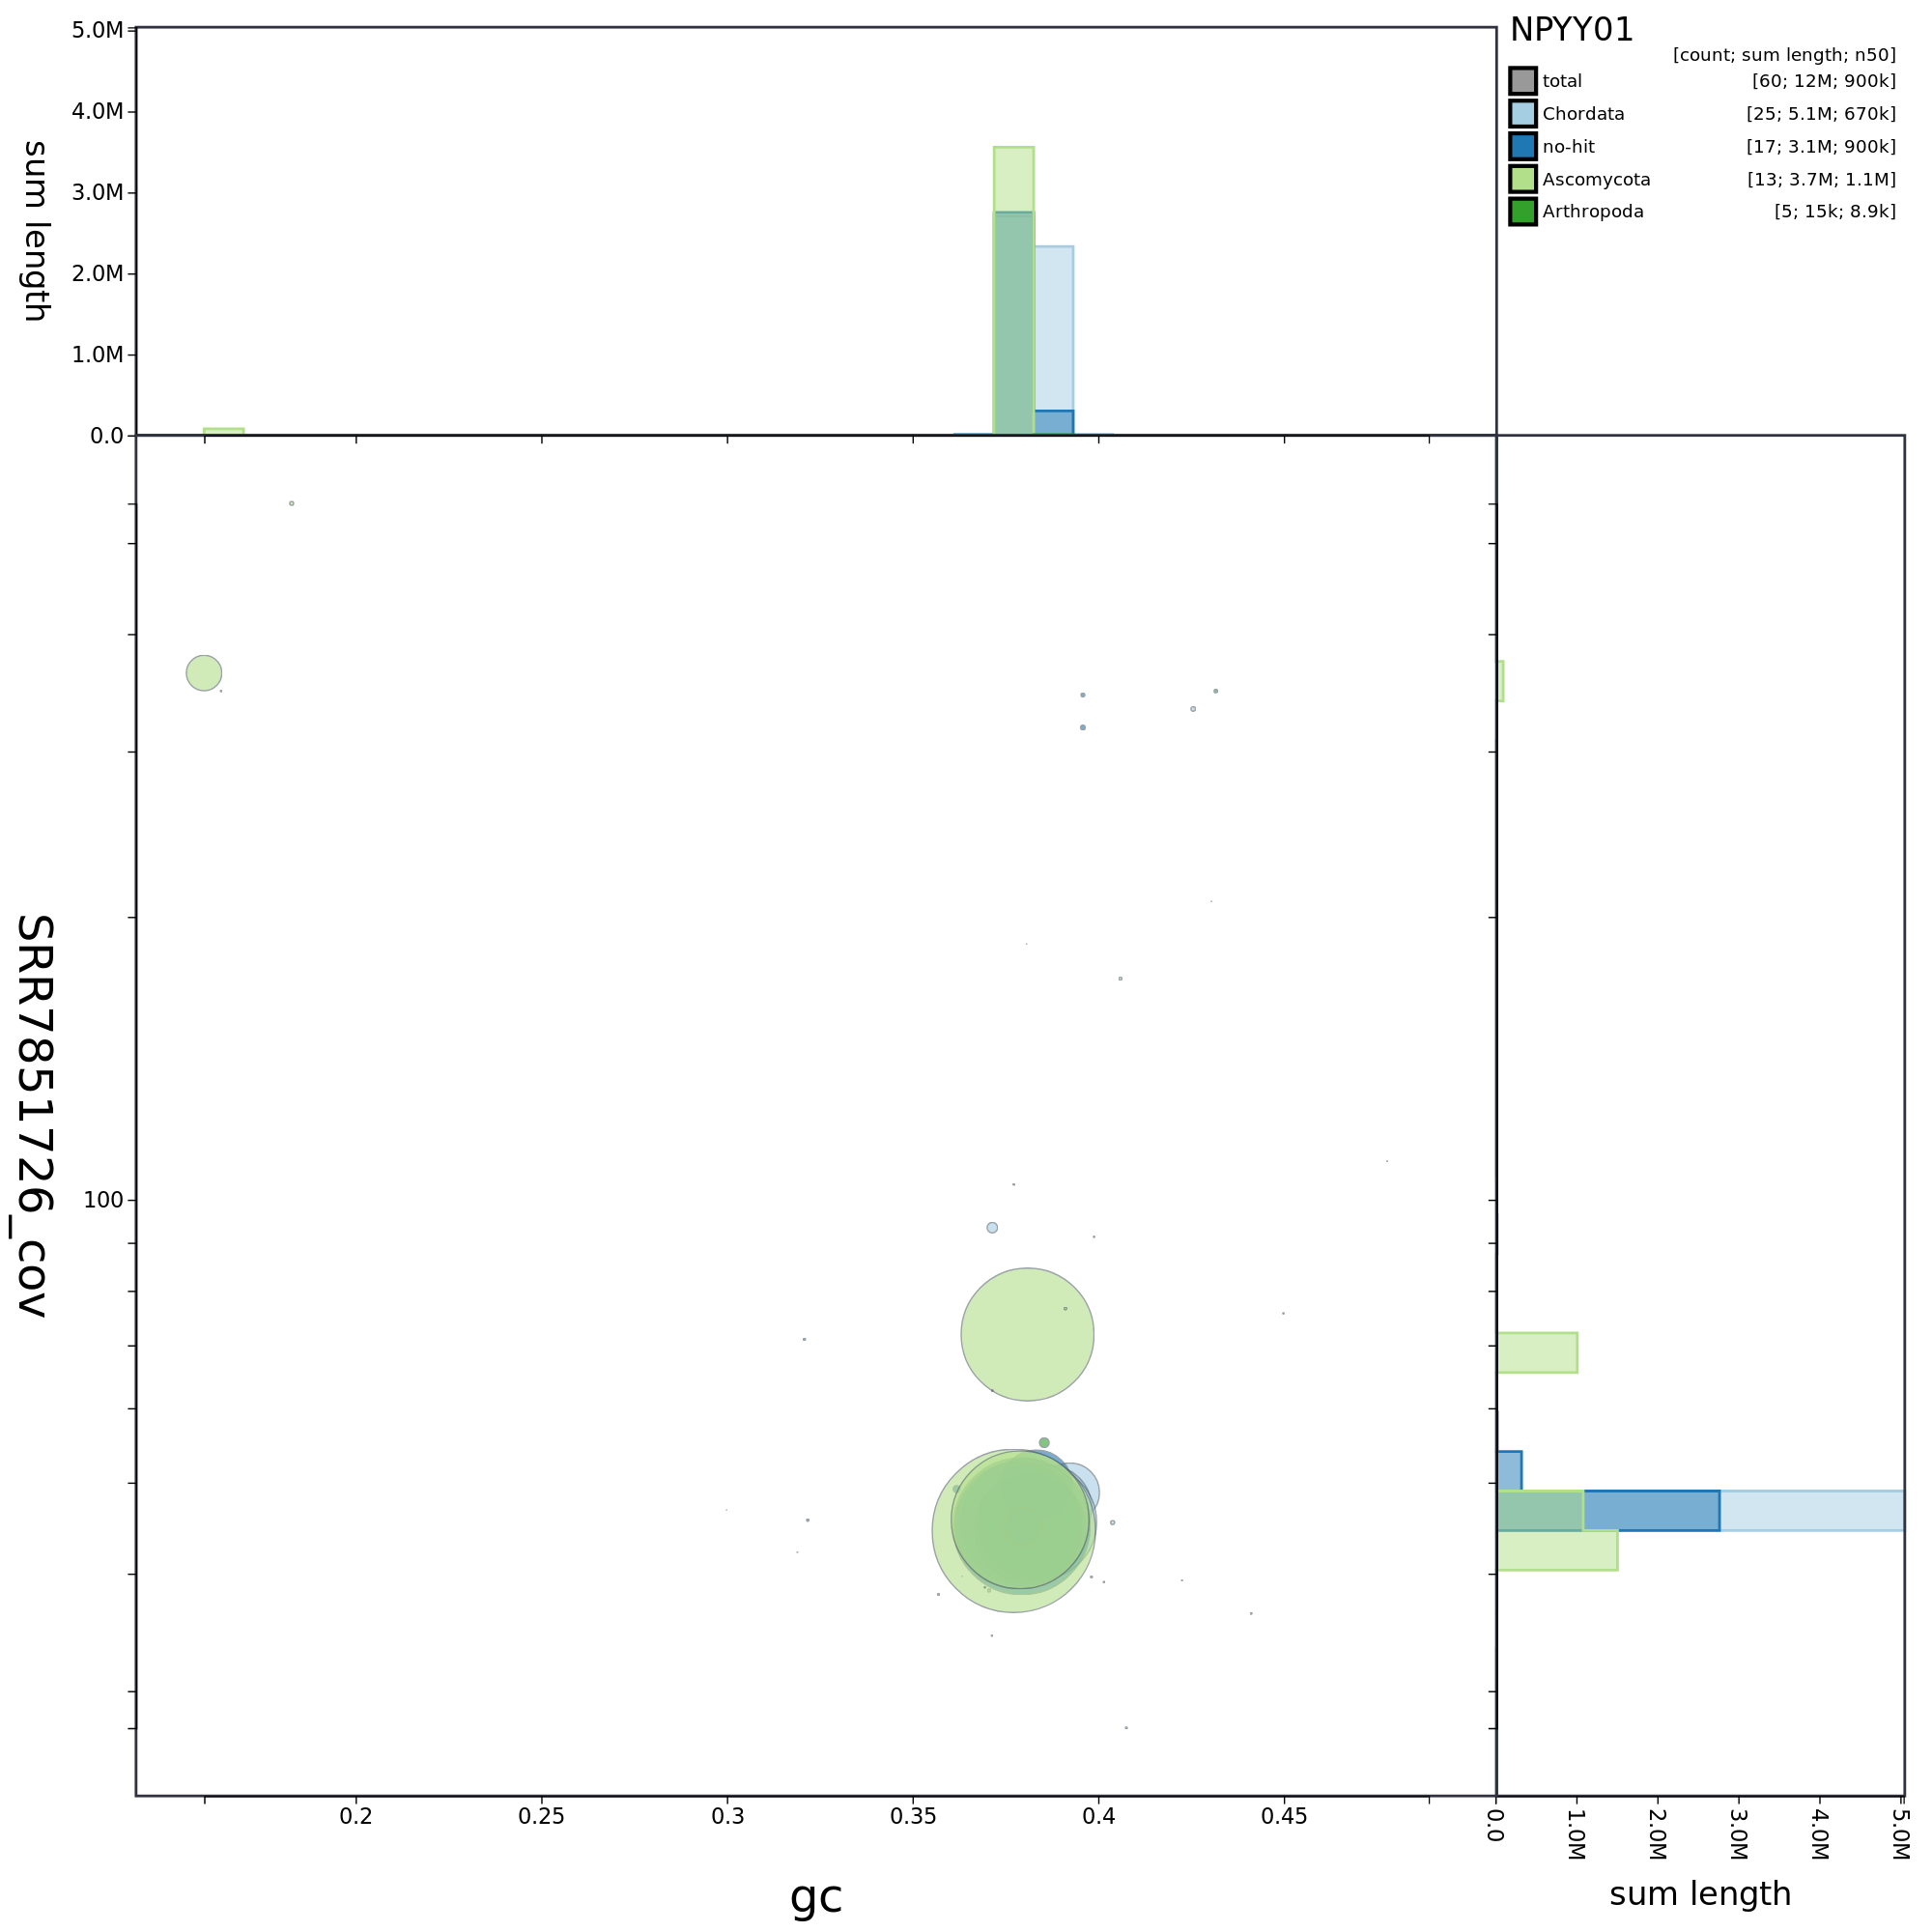 NPYY01
[count; sum length; n50]
total [60; 12M; 900k]
Chordata [25; 5.1M; 670k]
no-hit [17; 3.1M; 900k]
Ascomycota [13; 3.7M; 1.1M]
Arthropoda [5; 15k; 8.9k]
sum length
5.0M
4.0M
3.0M
2.0M
1.0M
0.0
SRR7851726_cov
100
0.2 0.25 0.3 0.35 0.4 0.45
gc
0.0 1.0M 2.0M 3.0M 4.0M 5.0M
sum length